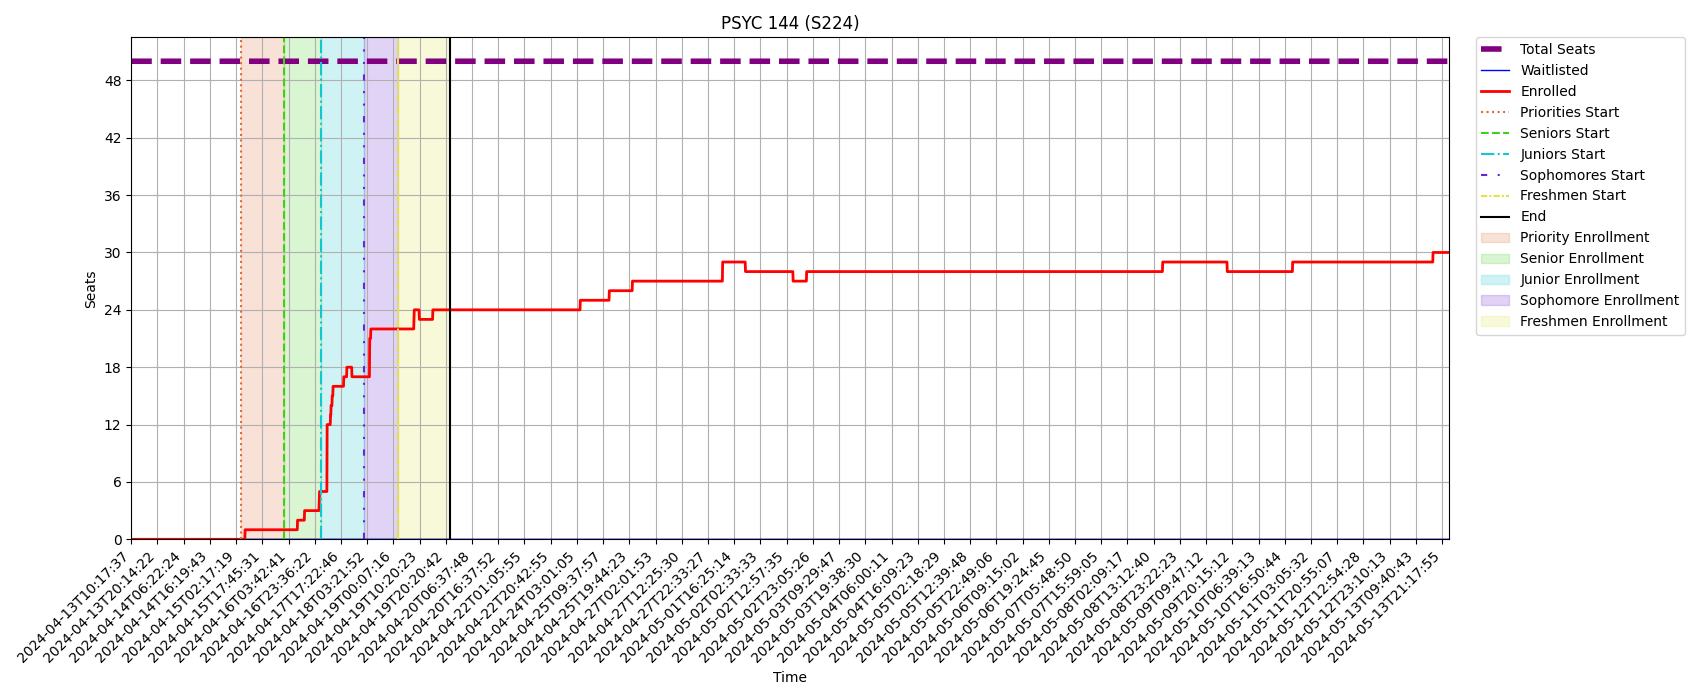 PSYC 144 (S224)
Seats
48
42
36
30
24
18
12
6
0
2024-04-13T10:17:37
2024-04-13T20:14:22
2024-04-14T06:22:24
2024-04-14T16:19:43
2024-04-15T02:17:19
2024-04-15T17:45:31
2024-04-16T03:42:41
2024-04-16T23:36:22
2024-04-17T17:22:46
2024-04-18T03:21:52
2024-04-19T00:07:16
2024-04-19T10:20:23
2024-04-19T20:20:42
2024-04-20T06:37:48
2024-04-20T16:37:52
2024-04-22T01:05:55
2024-04-22T20:42:55
2024-04-24T03:01:05
2024-04-25T09:37:57
2024-04-25T19:44:23
2024-04-27T02:01:53
2024-04-27T12:25:30
2024-04-27T22:33:27
2024-05-01T16:25:14
2024-05-02T02:33:33
2024-05-02T12:57:35
2024-05-02T23:05:26
2024-05-03T09:29:47
2024-05-03T19:38:30
2024-05-04T06:00:11
2024-05-04T16:09:23
2024-05-05T02:18:29
2024-05-05T12:39:48
2024-05-05T22:49:06
2024-05-06T09:15:02
2024-05-06T19:24:45
2024-05-07T05:48:50
2024-05-07T15:59:05
2024-05-08T02:09:17
2024-05-08T13:12:40
2024-05-08T23:22:23
2024-05-09T09:47:12
2024-05-09T20:15:12
2024-05-10T06:39:13
2024-05-10T16:50:44
2024-05-11T03:05:32
2024-05-11T20:55:07
2024-05-12T12:54:28
2024-05-12T23:10:13
2024-05-13T09:40:43
2024-05-13T21:17:55
Time
Total Seats
Waitlisted
Enrolled
Priorities Start
Seniors Start
Juniors Start
Sophomores Start
Freshmen Start
End
Priority Enrollment
Senior Enrollment
Junior Enrollment
Sophomore Enrollment
Freshmen Enrollment